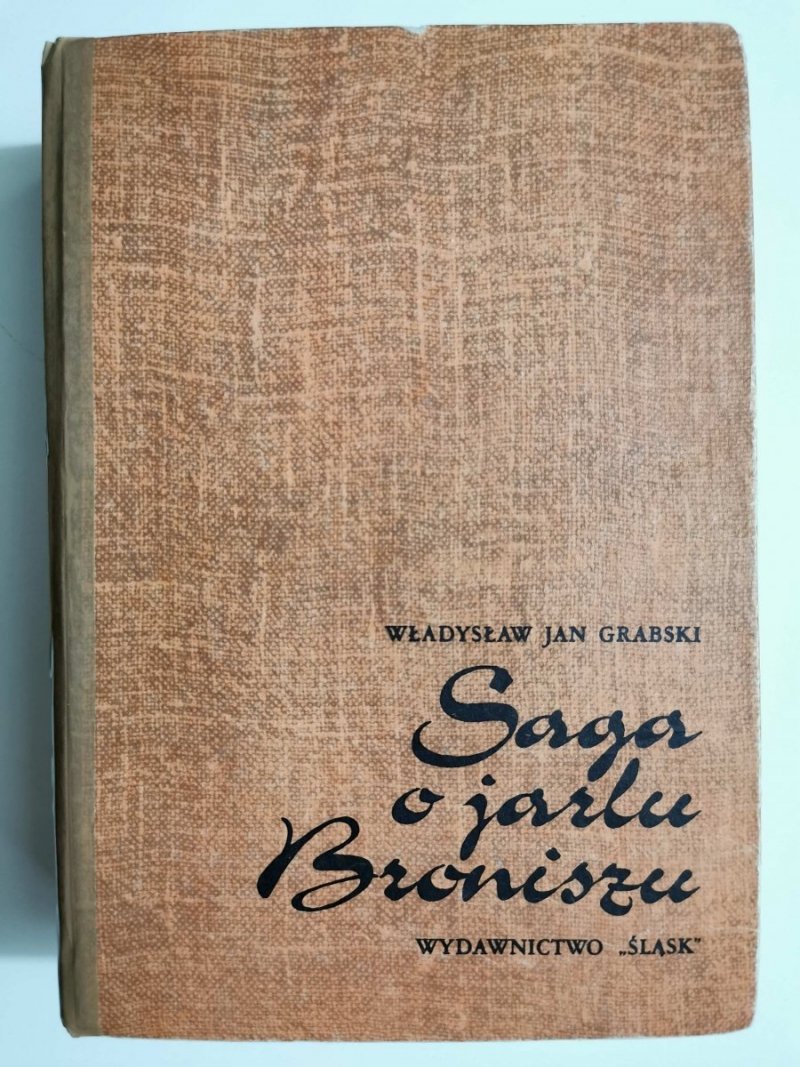 WŁADYSŁAW JAN GRABSKI
Saga
o jarlu
Broniszu
WYDAWNICTWO „ŚLĄSK"